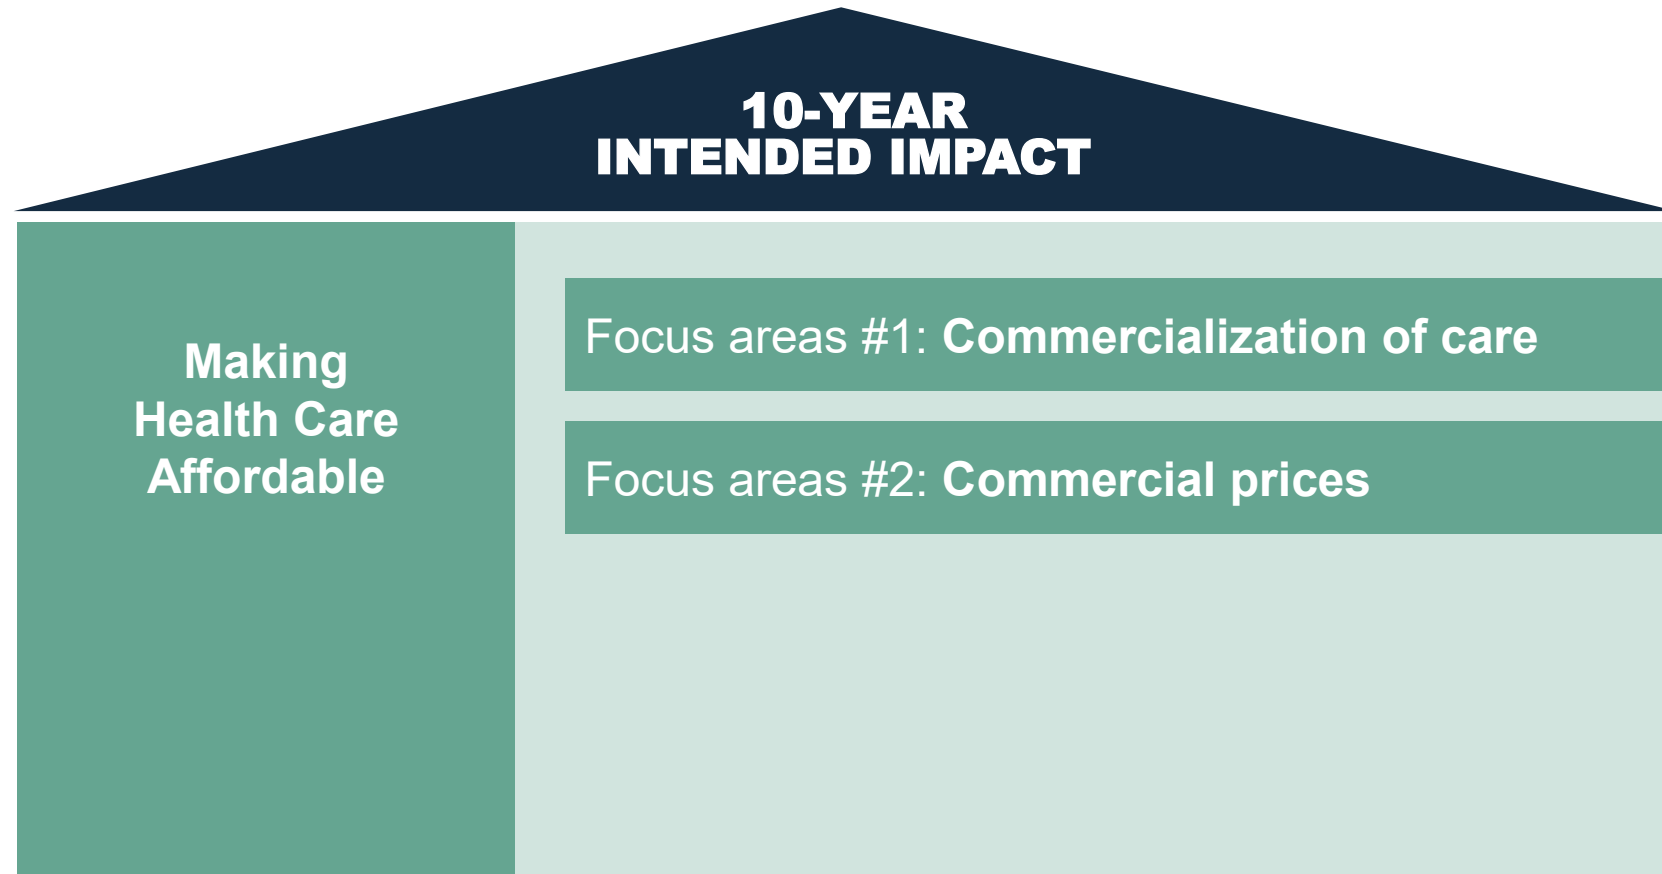 10-YEAR
INTENDED IMPACT
Making
Health Care
Affordable
Focus areas #1: Commercialization of care
Focus areas #2: Commercial prices